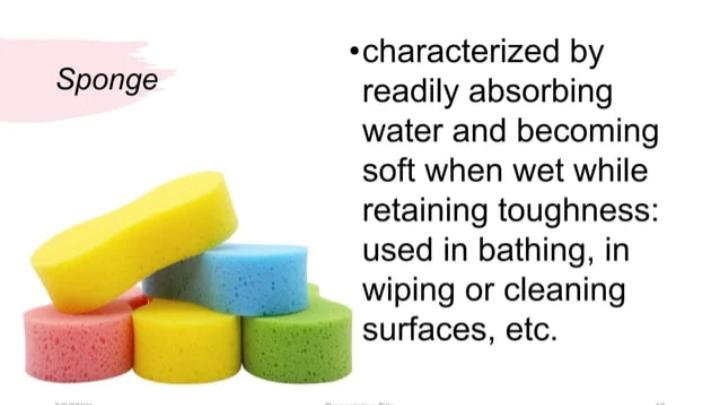 Sponge
•characterized by
readily absorbing
water and becoming
soft when wet while
retaining toughness:
used in bathing, in
wiping or cleaning
surfaces, etc.